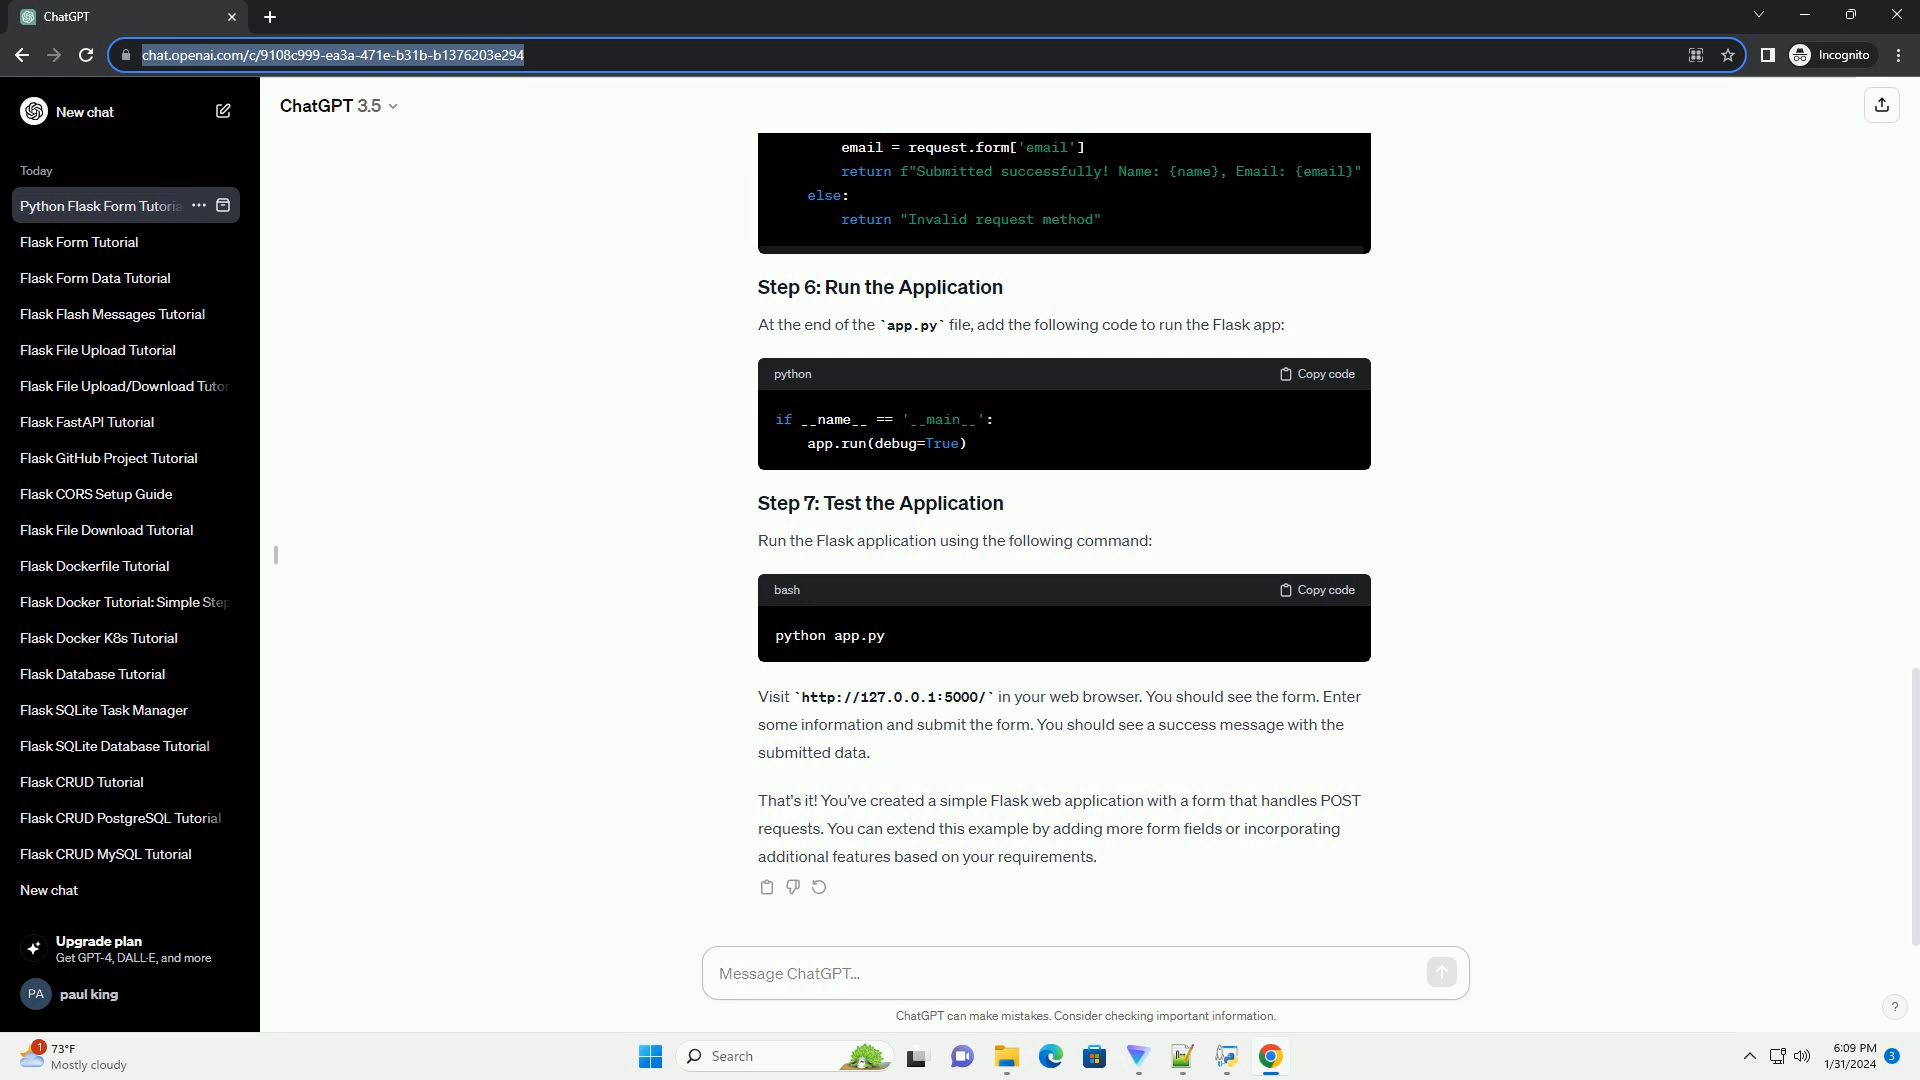 ChatGPT
chat.openai.com/c/9108c999-ea3a-471e-b31b-b1376203e294
Incognito
New chat
Today
Python Flask Form Tutoria
Flask Form Tutorial
Flask Form Data Tutorial
Flask Flash Messages Tutorial
Flask File Upload Tutorial
Flask File Upload/Download Tutor
Flask FastAPI Tutorial
Flask GitHub Project Tutorial
Flask CORS Setup Guide
Flask File Download Tutorial
Flask Dockerfile Tutorial
Flask Docker Tutorial: Simple Step
Flask Docker K8s Tutorial
Flask Database Tutorial
Flask SQLite Task Manager
Flask SQLite Database Tutorial
Flask CRUD Tutorial
Flask CRUD PostgreSQL Tutorial
Flask CRUD MySQL Tutorial
New chat
Upgrade plan
Get GPT-4, DALL·E, and more
PA paul king
ChatGPT 3.5
email = request.form['email']
return f"Submitted successfully! Name: {name}, Email: {email}"
else:
return "Invalid request method"
Step 6: Run the Application
At the end of the `app.py` file, add the following code to run the Flask app:
python Copy code
if __name__ == '__main__':
app.run(debug=True)
Step 7: Test the Application
Run the Flask application using the following command:
bash Copy code
python app.py
Visit `http://127.0.0.1:5000/` in your web browser. You should see the form. Enter
some information and submit the form. You should see a success message with the
submitted data.
That's it! You've created a simple Flask web application with a form that handles POST
requests. You can extend this example by adding more form fields or incorporating
additional features based on your requirements.
Message ChatGPT...
ChatGPT can make mistakes. Consider checking important information.
?
1
73°F
Mostly cloudy
Search
6:09 PM
1/31/2024
3